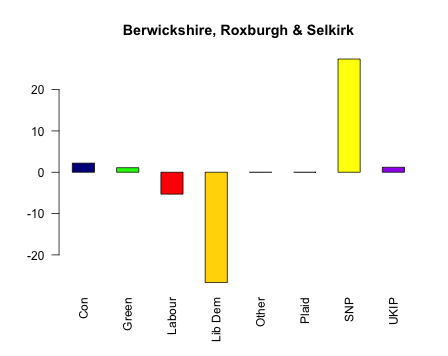 Berwickshire, Roxburgh & Selkirk
20
10
0
-10
-20
Con
Green
Labour
Lib Dem
Other
Plaid
SNP
UKIP